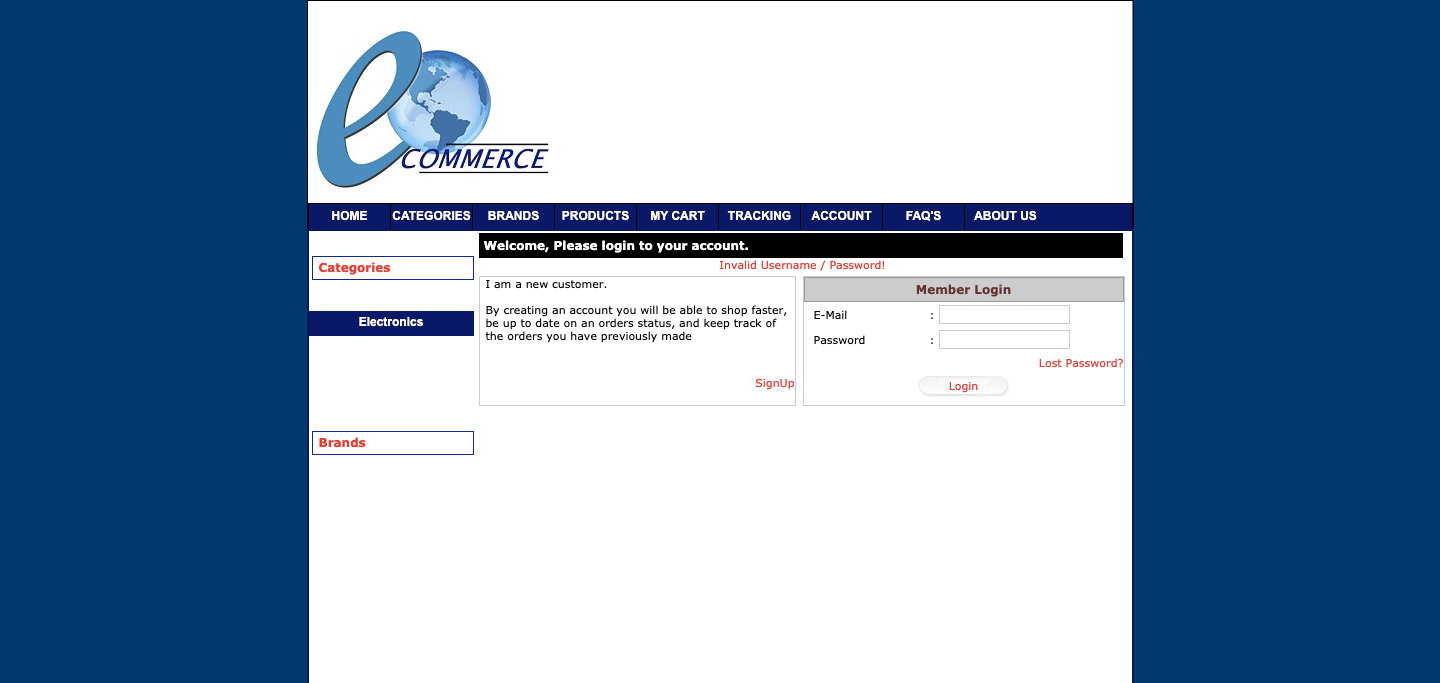 e
COMMERCE
HOME CATEGORIES BRANDS PRODUCTS MY CART TRACKING ACCOUNT FAQ'S ABOUT US
Welcome, Please login to your account.
Categories
Invalid Username / Password!
I am a new customer.
By creating an account you will be able to shop faster,
be up to date on an orders status, and keep track of
the orders you have previously made
SignUp
Member Login
E-Mail :
Password :
Lost Password?
Login
Electronics
Brands